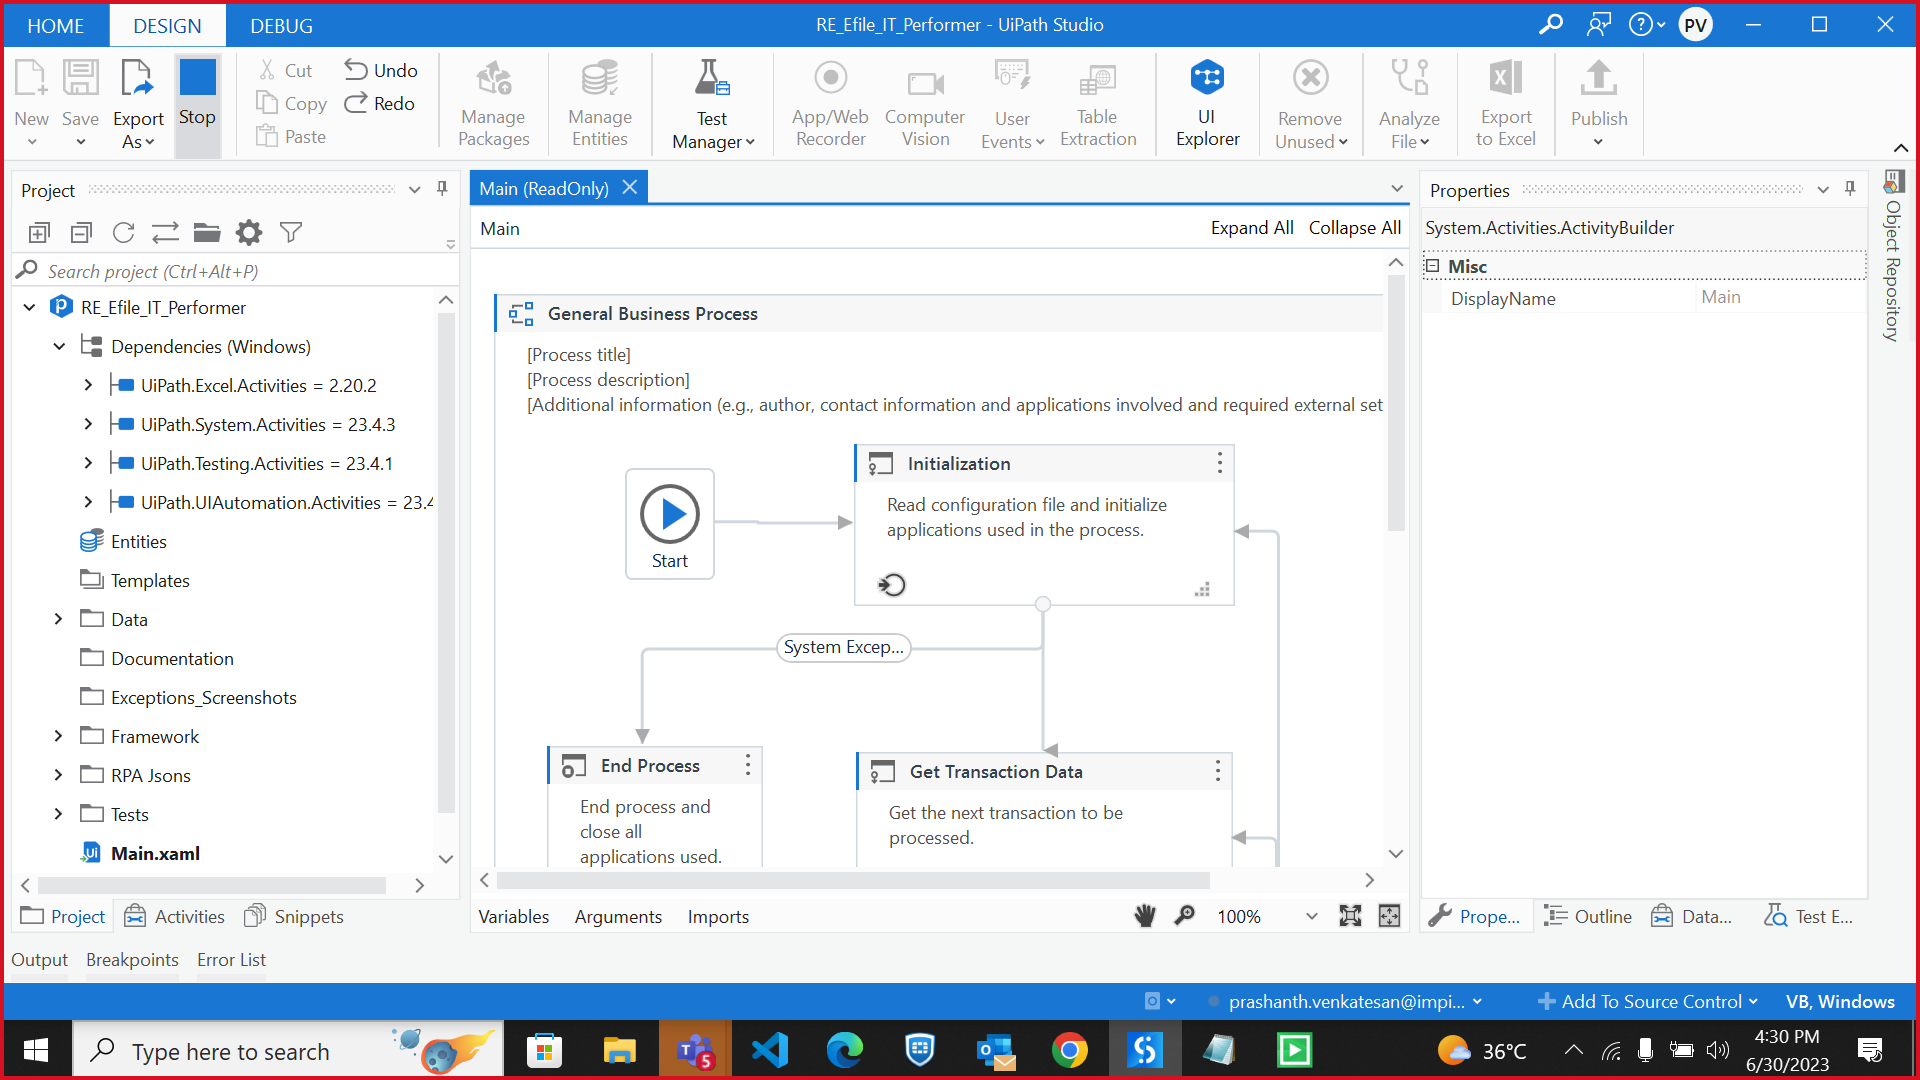 HOME DESIGN DEBUG
RE_Efile_IT_Performer - UiPath Studio
PV
New
Save
Export As
Stop
Cut
Copy
Paste
Undo
Redo
Manage Packages
Manage Entities
Test Manager
App/Web Recorder
Computer Vision
User Events
Table Extraction
UI Explorer
Remove Unused
Analyze File
Export to Excel
Publish
Project
Search project (Ctrl+Alt+P)
RE_Efile_IT_Performer
Dependencies (Windows)
UiPath.Excel.Activities = 2.20.2
UiPath.System.Activities = 23.4.3
UiPath.Testing.Activities = 23.4.1
UiPath.UIAutomation.Activities = 23.4
Entities
Templates
Data
Documentation
Exceptions_Screenshots
Framework
RPA Jsons
Tests
Main.xaml
Project Activities Snippets
Main (ReadOnly)
Main
Expand All Collapse All
General Business Process
[Process title]
[Process description]
[Additional information (e.g., author, contact information and applications involved and required external set
Start
Initialization
Read configuration file and initialize
applications used in the process.
System Excep...
End Process
End process and
close all
applications used.
Get Transaction Data
Get the next transaction to be
processed.
Variables Arguments Imports
100%
Properties
System.Activities.ActivityBuilder
Misc
DisplayName Main
Object Repository
Prope... Outline Data... Test E...
Output Breakpoints Error List
prashanth.venkatesan@impi...
Add To Source Control
VB, Windows
Type here to search
5
36°C
4:30 PM
6/30/2023